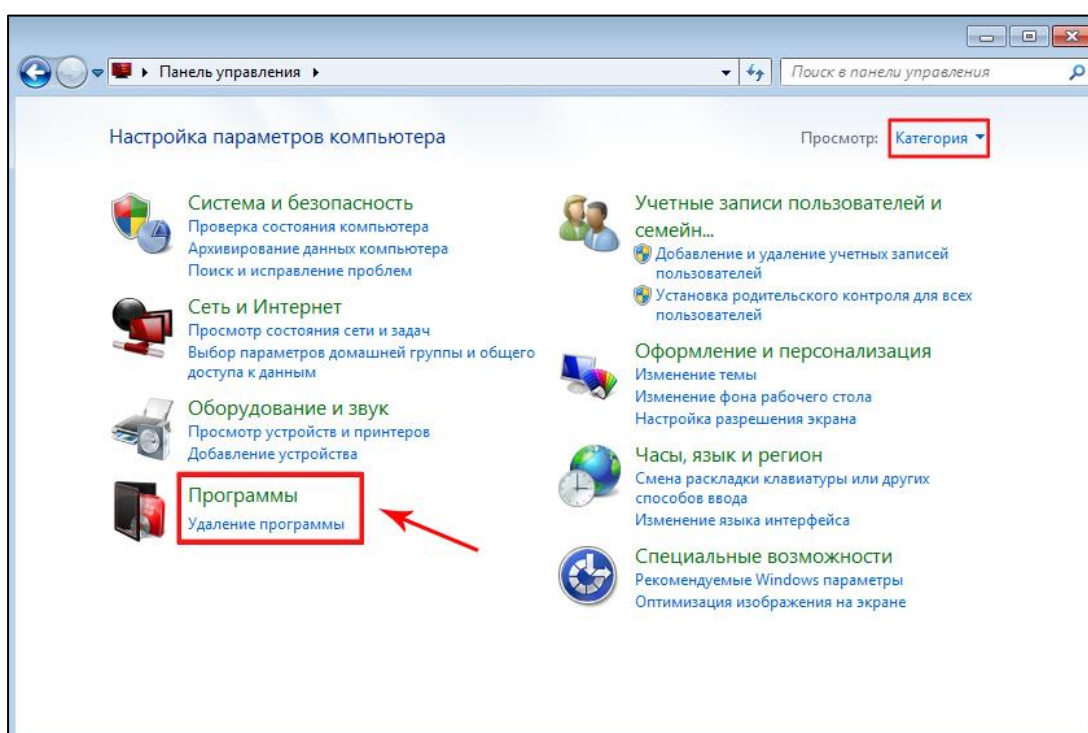 Панель управления
Поиск в панели управления
Настройка параметров компьютера
Просмотр: Категория
Система и безопасность
Проверка состояния компьютера
Архивирование данных компьютера
Поиск и исправление проблем
Сеть и Интернет
Просмотр состояния сети и задач
Выбор параметров домашней группы и общего
доступа к данным
Оборудование и звук
Просмотр устройств и принтеров
Добавление устройства
Программы
Удаление программы
Учетные записи пользователей и
семейн...
Добавление и удаление учетных записей
пользователей
Установка родительского контроля для всех
пользователей
Оформление и персонализация
Изменение темы
Изменение фона рабочего стола
Настройка разрешения экрана
Часы, язык и регион
Смена раскладки клавиатуры или других
способов ввода
Изменение языка интерфейса
Специальные возможности
Рекомендуемые Windows параметры
Оптимизация изображения на экране